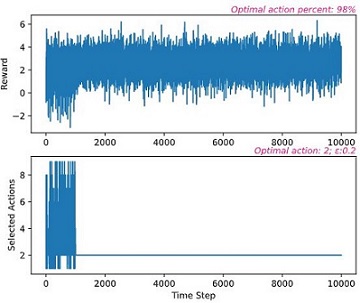 Optimal action percent: 98%
6
4
2
0
−2
Reward
0 2000 4000 6000 8000 10000
Optimal action: 2; ε:0.2
8
6
4
2
Selected Actions
0 2000 4000 6000 8000 10000
Time Step